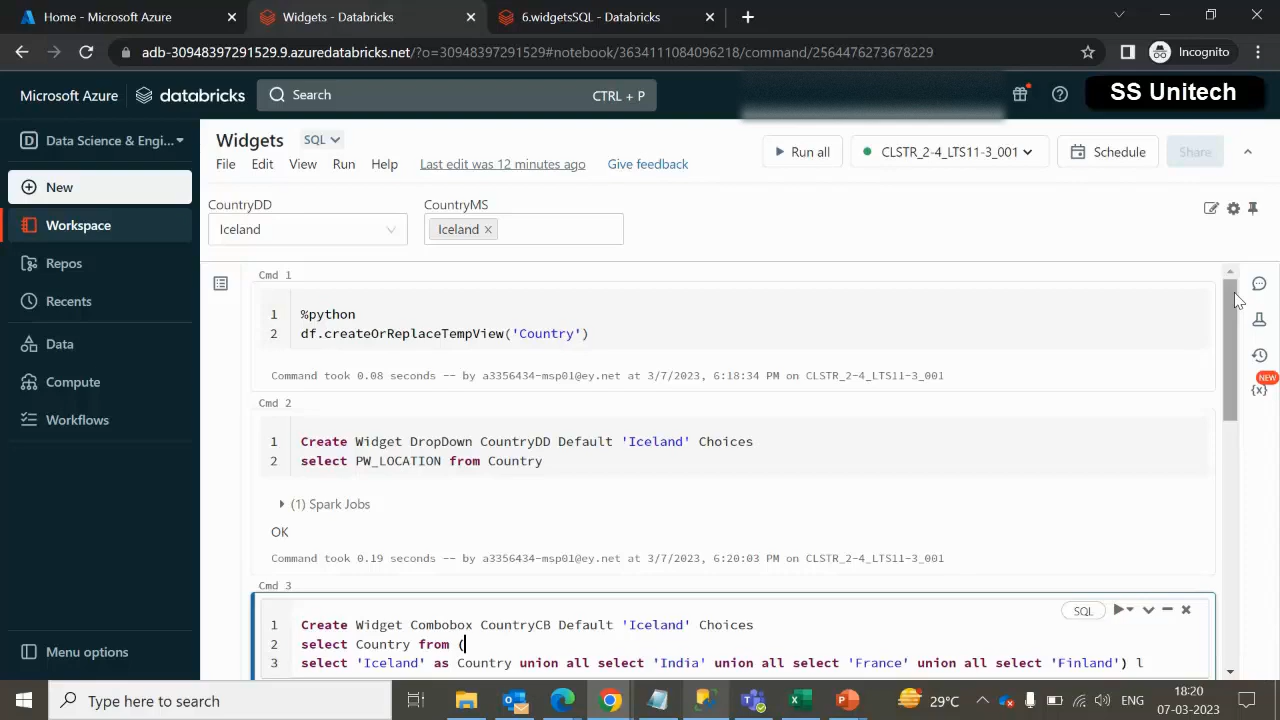 Home - Microsoft Azure
Widgets - Databricks
6.widgetsSQL - Databricks
adb-30948397291529.9.azuredatabricks.net/?o=30948397291529#notebook/3634111084096218/command/2564476273678229
Incognito
Microsoft Azure
databricks
Search
CTRL + P
SS Unitech
Data Science & Engi...
New
Workspace
Repos
Recents
Data
Compute
Workflows
Menu options
Widgets
SQL
File
Edit
View
Run
Help
Last edit was 12 minutes ago
Give feedback
Run all
CLSTR_2-4_LTS11-3_001
Schedule
Share
CountryDD
CountryMS
Iceland
Iceland
Cmd 1
1 %python
2 df.createOrReplaceTempView('Country')
Command took 0.08 seconds -- by a3356434-msp01@ey.net at 3/7/2023, 6:18:34 PM on CLSTR_2-4_LTS11-3_001
Cmd 2
1 Create Widget DropDown CountryDD Default 'Iceland' Choices
2 select PW_LOCATION from Country
(1) Spark Jobs
OK
Command took 0.19 seconds -- by a3356434-msp01@ey.net at 3/7/2023, 6:20:03 PM on CLSTR_2-4_LTS11-3_001
Cmd 3
SQL
1 Create Widget Combobox CountryCB Default 'Iceland' Choices
2 select Country from (
3 select 'Iceland' as Country union all select 'India' union all select 'France' union all select 'Finland') l
NEW
{x}
Type here to search
29°C
ENG
18:20
07-03-2023